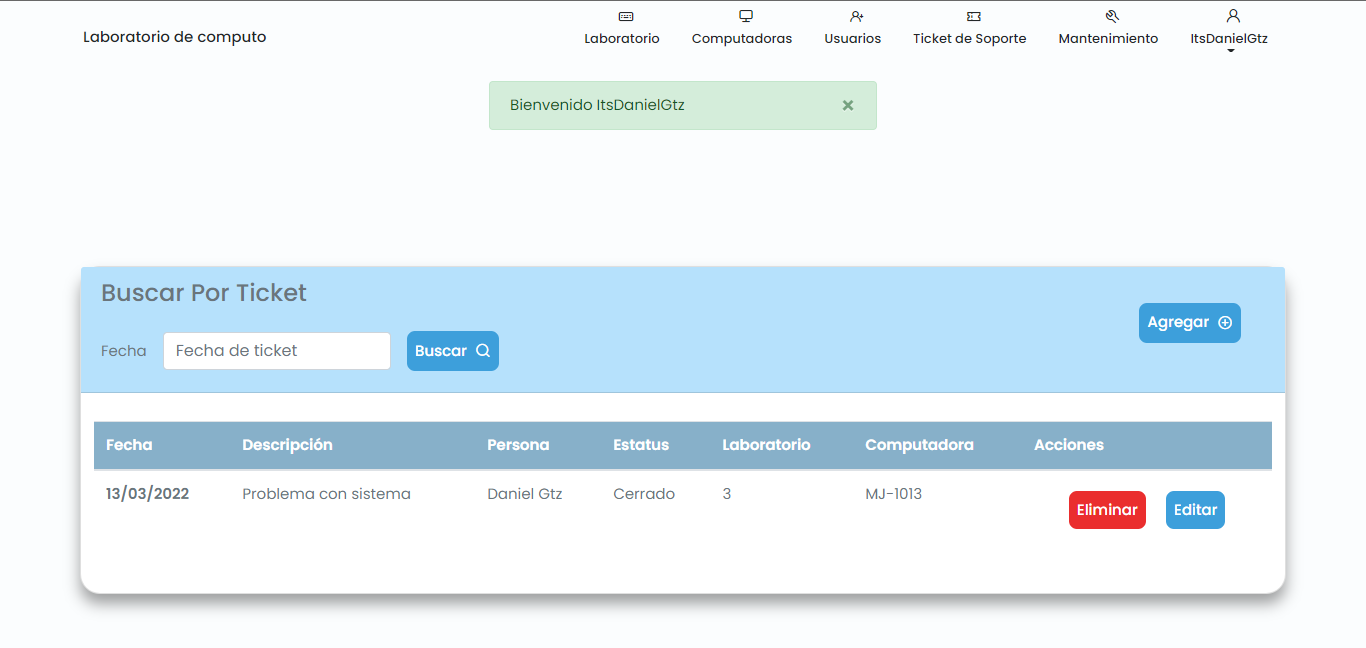 Laboratorio de computo
Laboratorio Computadoras Usuarios Ticket de Soporte Mantenimiento ItsDanielGtz
Bienvenido ItsDanielGtz ×
Buscar Por Ticket
Agregar
Fecha Fecha de ticket Buscar
Fecha Descripción Persona Estatus Laboratorio Computadora Acciones
13/03/2022 Problema con sistema Daniel Gtz Cerrado 3 MJ-1013
Eliminar Editar